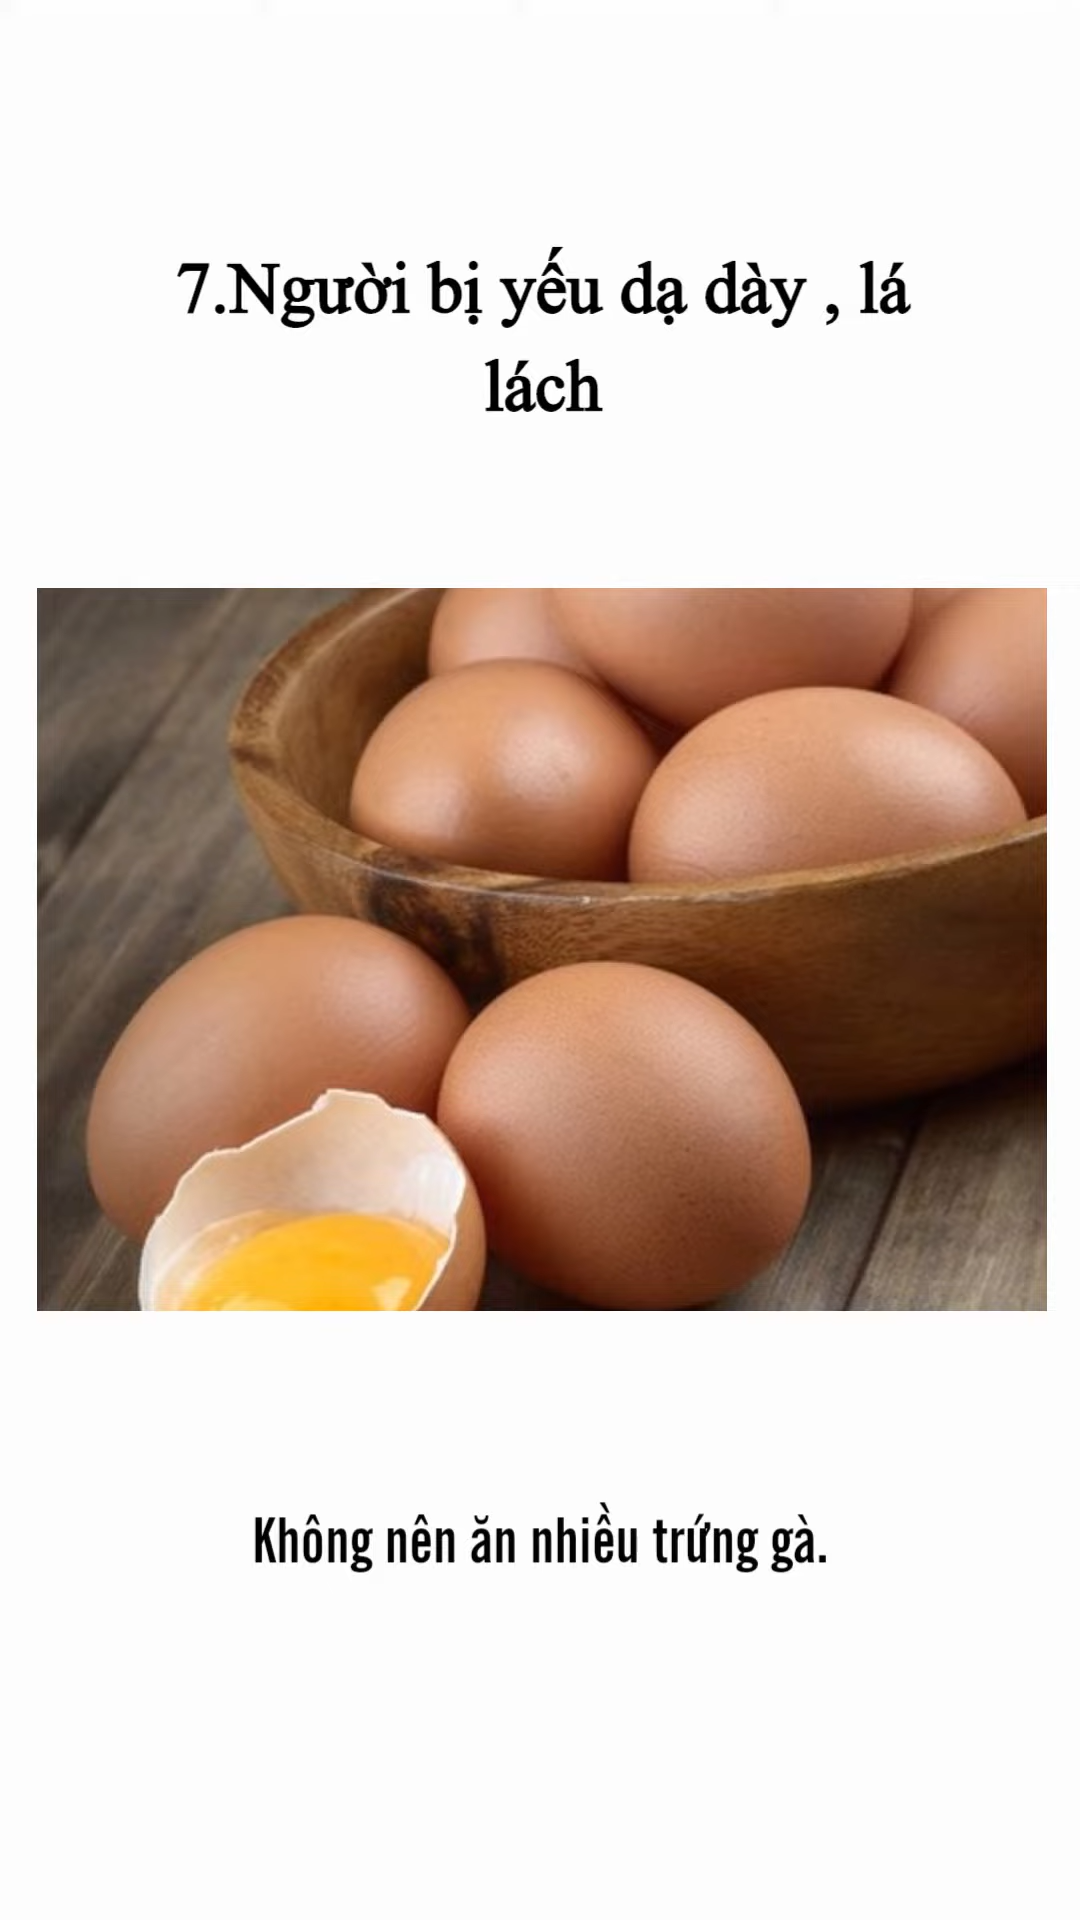 7.Người bị yếu dạ dày , lá
lách
Không nên ăn nhiều trứng gà.